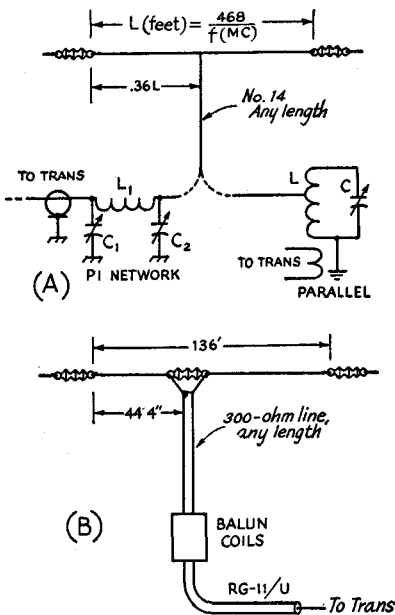 L (feet) = 468 / f(MC)
.36L
No. 14
Any length
TO TRANS
L1
C1
C2
PI NETWORK
(A)
L
C
TO TRANS
PARALLEL
136'
44'4"
300-ohm line,
any length
(B)
BALUN
COILS
RG-11/U
To Trans